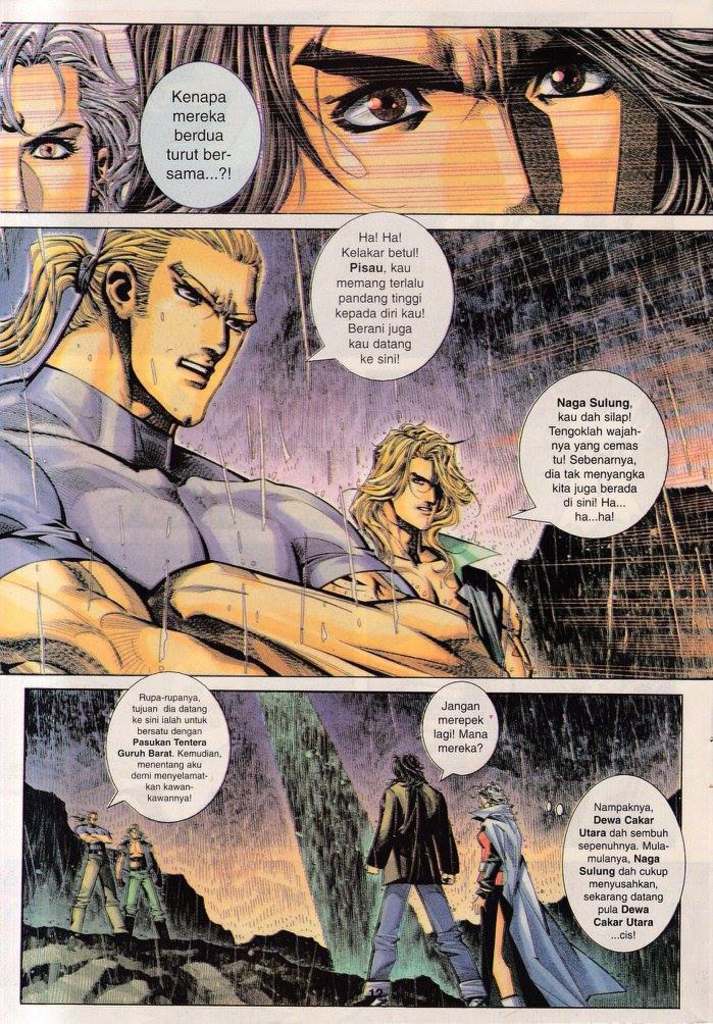 Kenapa
mereka
berdua
turut ber-
sama...?!
Ha! Ha!
Kelakar betul!
Pisau, kau
memang terlalu
pandang tinggi
kepada diri kau!
Berani juga
kau datang
ke sini!
Naga Sulung,
kau dah silap!
Tengoklah wajah-
nya yang cemas
tu! Sebenarnya,
dia tak menyangka
kita juga berada
di sini! Ha...
ha...ha!
Rupa-rupanya,
tujuan dia datang
ke sini ialah untuk
bersatu dengan
Pasukan Tentera
Guruh Barat. Kemudian,
menentang aku
demi menyelamat-
kan kawan-
kawannya!
Jangan
merepek
lagi! Mana
mereka?
Nampaknya,
Dewa Cakar
Utara dah sembuh
sepenuhnya. Mula-
mulanya, Naga
Sulung dah cukup
menyusahkan,
sekarang datang
pula Dewa
Cakar Utara
...cis!
12